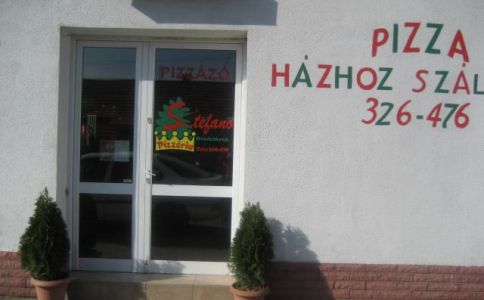 PIZZÁZÓ
Stefano
Pizzéria
PIZZA
HÁZHOZ SZÁL
326-476